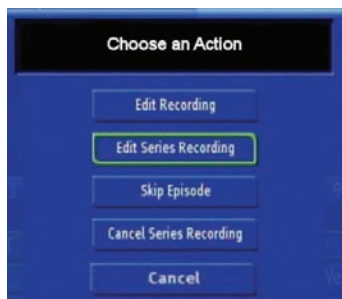 Choose an Action
Edit Recording
Edit Series Recording
Skip Episode
Cancel Series Recording
Cancel